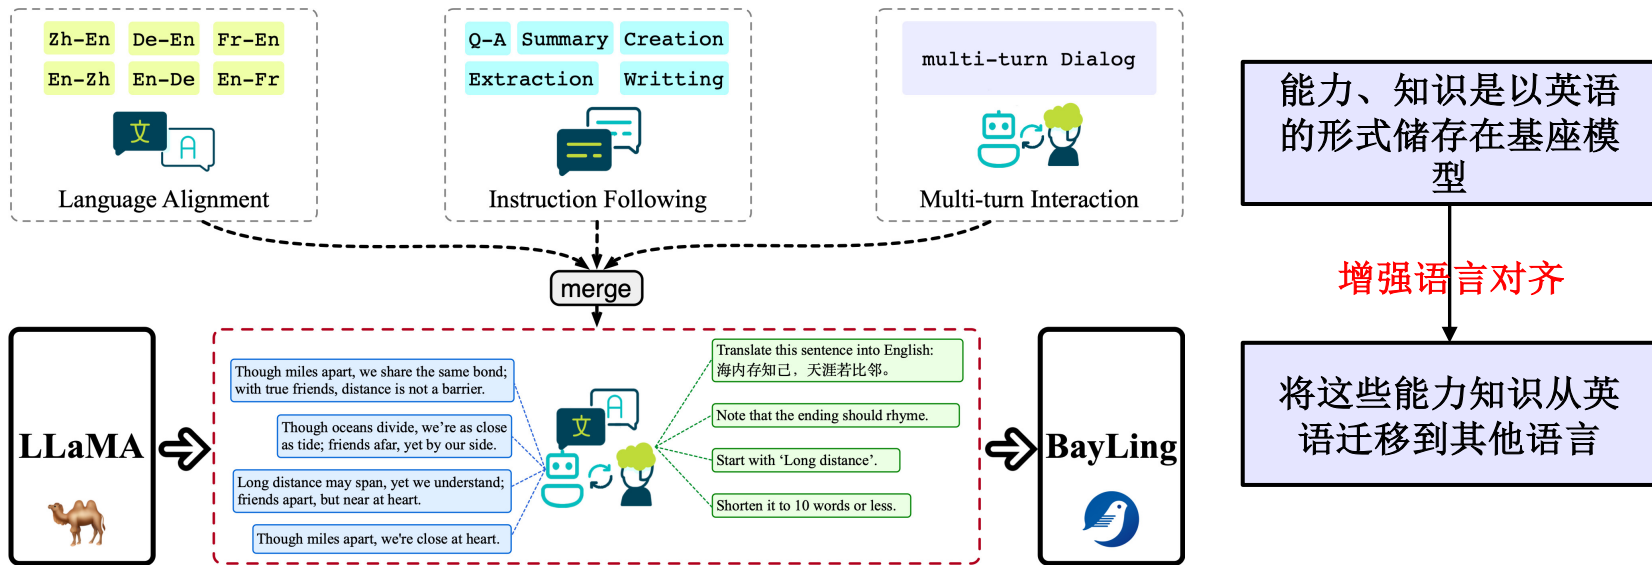 Zh-En De-En Fr-En
En-Zh En-De En-Fr
Language Alignment
Q-A Summary Creation
Extraction Writting
Instruction Following
multi-turn Dialog
Multi-turn Interaction
merge
LLaMA
Though miles apart, we share the same bond;
with true friends, distance is not a barrier.
Though oceans divide, we're as close
as tide; friends afar, yet by our side.
Long distance may span, yet we understand;
friends apart, but near at heart.
Though miles apart, we're close at heart.
文
A
Translate this sentence into English:
海内存知己，天涯若比邻。
Note that the ending should rhyme.
Start with ‘Long distance’.
Shorten it to 10 words or less.
BayLing
能力、知识是以英语
的形式储存在基座模
型
增强语言对齐
将这些能力知识从英
语迁移到其他语言